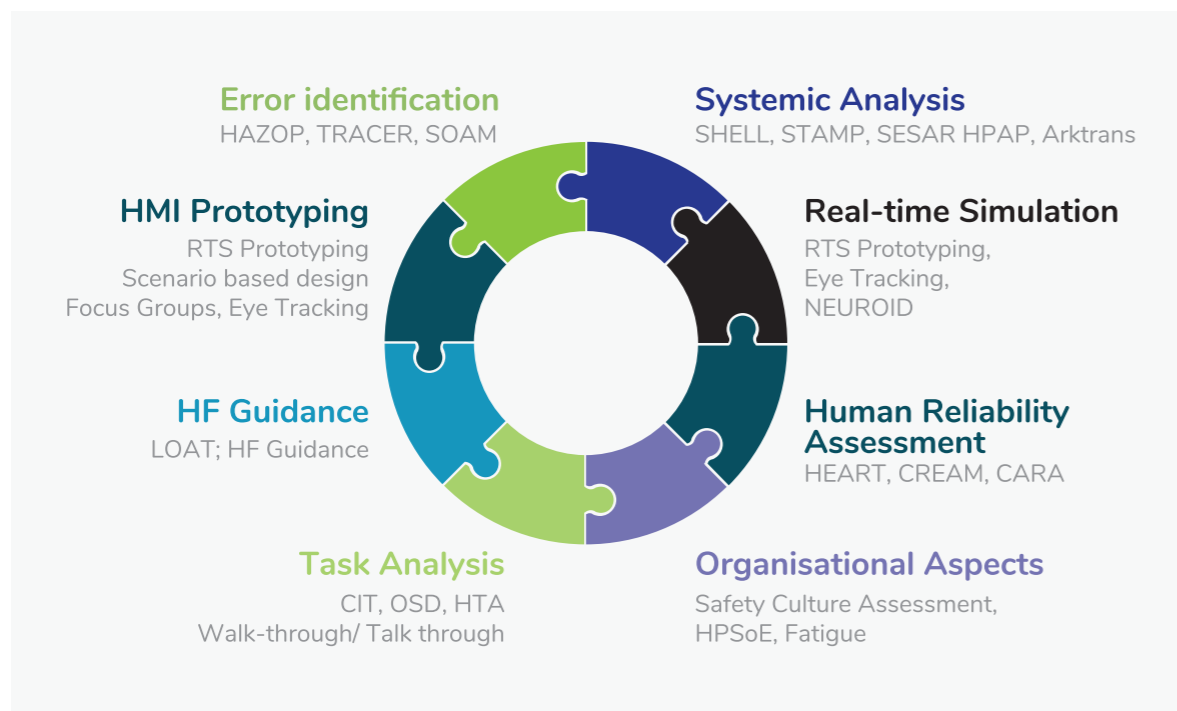 Error identification
HAZOP, TRACER, SOAM
Systemic Analysis
SHELL, STAMP, SESAR HPAP, Arktrans
HMI Prototyping
RTS Prototyping
Scenario based design
Focus Groups, Eye Tracking
Real-time Simulation
RTS Prototyping,
Eye Tracking,
NEUROID
HF Guidance
LOAT; HF Guidance
Human Reliability
Assessment
HEART, CREAM, CARA
Task Analysis
CIT, OSD, HTA
Walk-through/ Talk through
Organisational Aspects
Safety Culture Assessment,
HPSoE, Fatigue